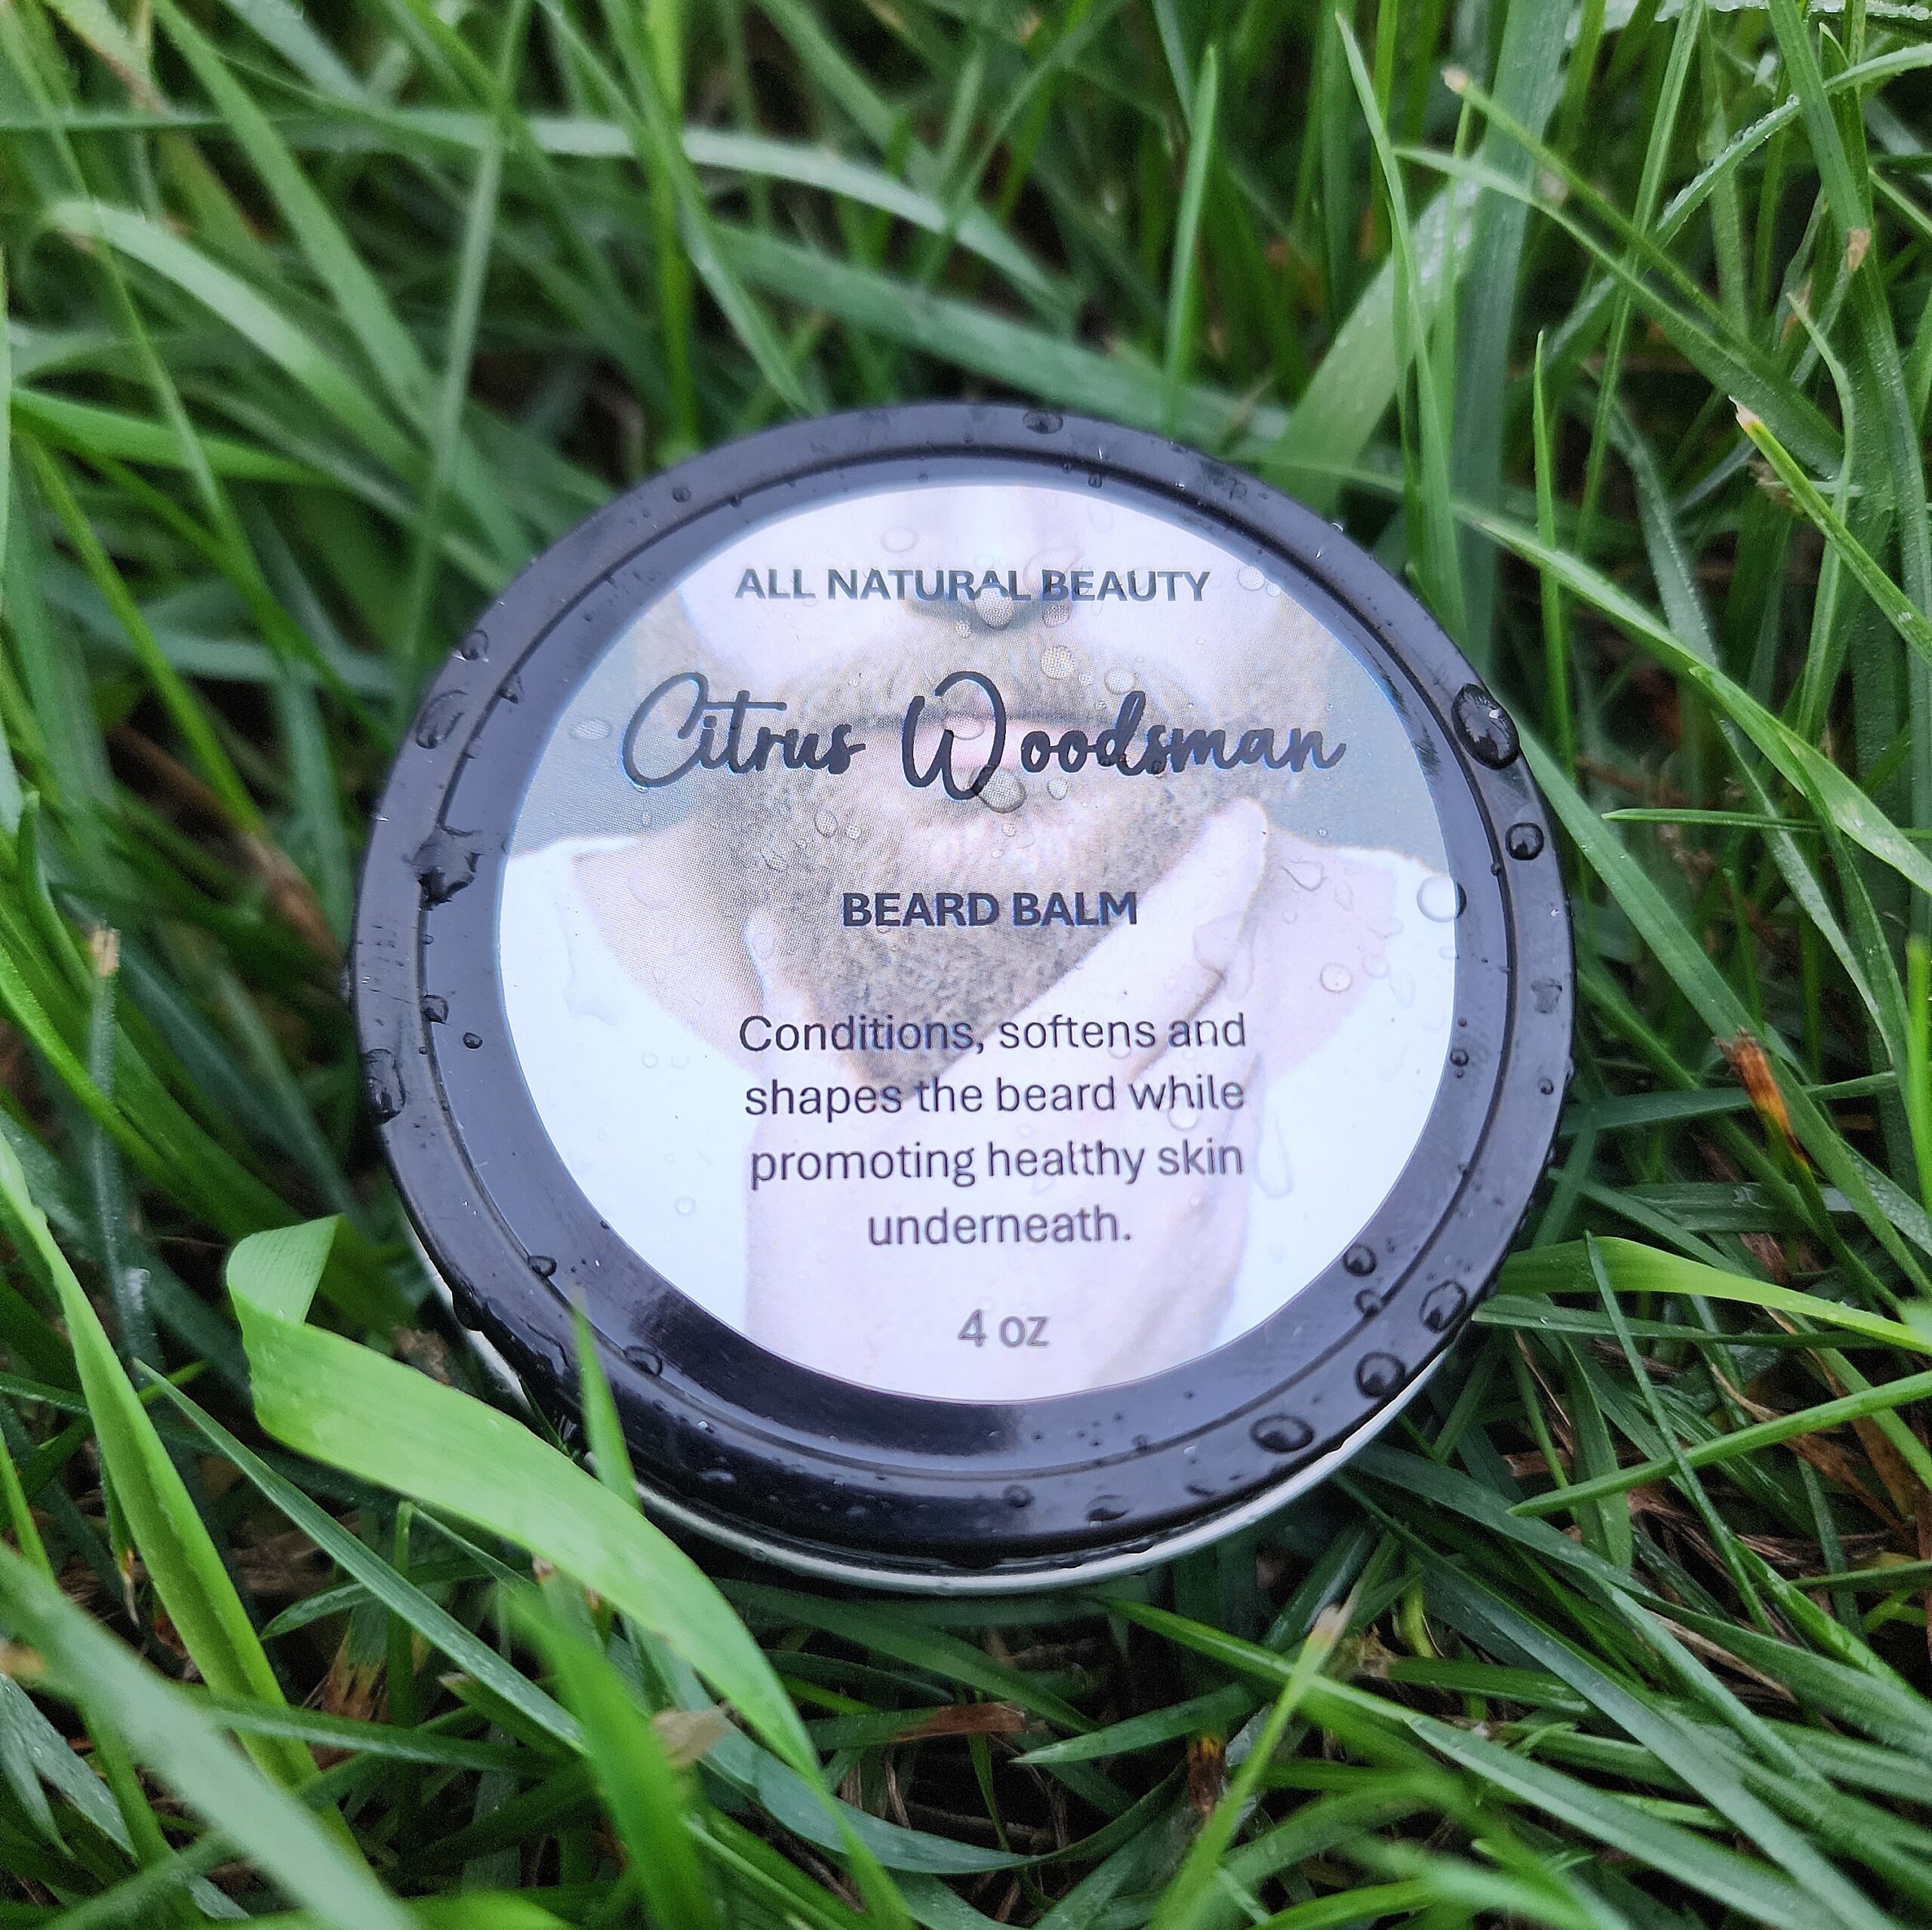 ALL NATURAL BEAUTY
Citrus Woodsman
BEARD BALM
Conditions, softens and
shapes the beard while
promoting healthy skin
underneath.
4 oz